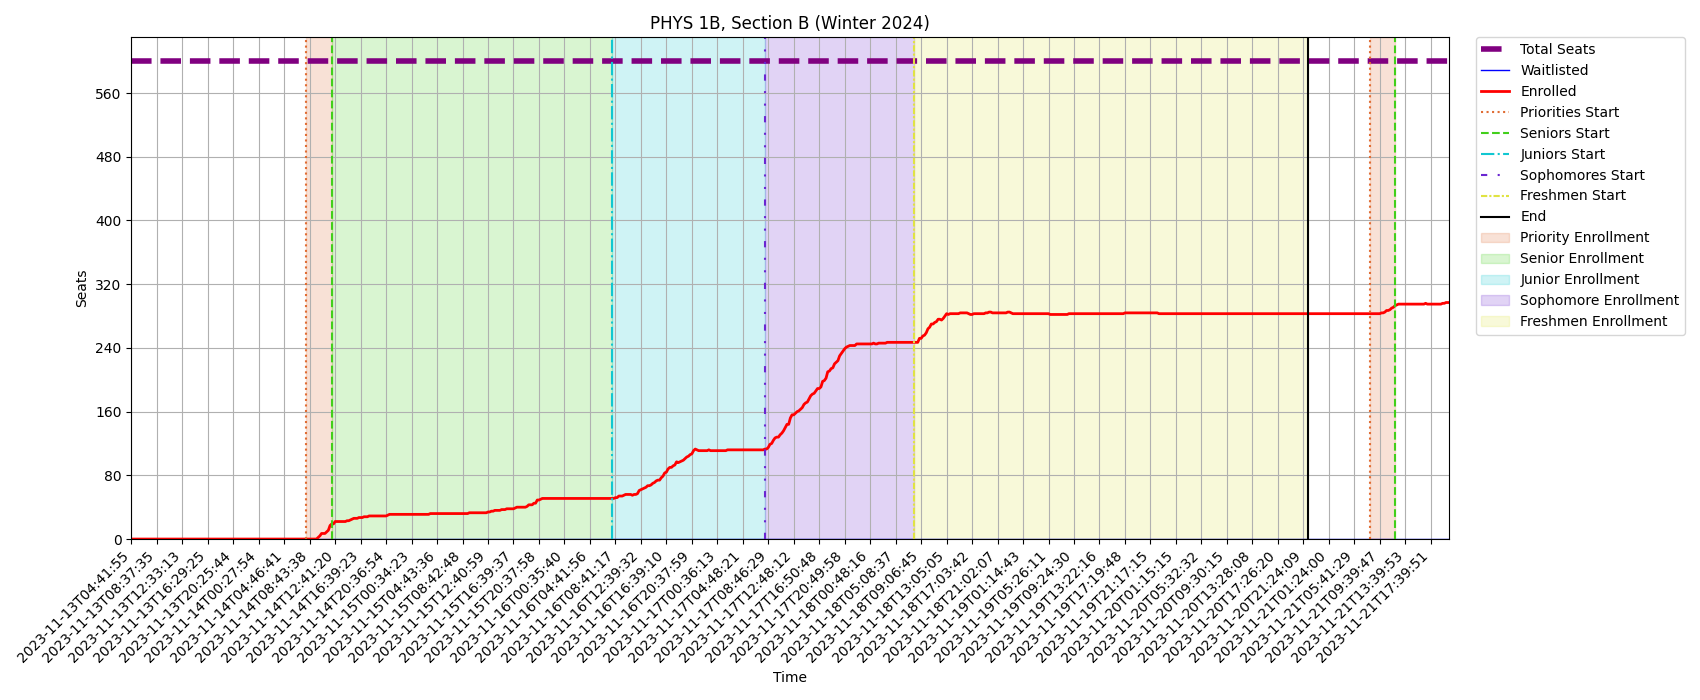 PHYS 1B, Section B (Winter 2024)
Seats
560
480
400
320
240
160
80
0
2023-11-13T04:41:55
2023-11-13T08:37:35
2023-11-13T12:33:13
2023-11-13T16:29:25
2023-11-13T20:25:44
2023-11-14T00:27:54
2023-11-14T04:46:41
2023-11-14T08:43:38
2023-11-14T12:41:20
2023-11-14T16:39:23
2023-11-14T20:36:54
2023-11-15T00:34:23
2023-11-15T04:43:36
2023-11-15T08:42:48
2023-11-15T12:40:59
2023-11-15T16:39:37
2023-11-15T20:37:58
2023-11-16T00:35:40
2023-11-16T04:41:56
2023-11-16T08:41:17
2023-11-16T12:39:32
2023-11-16T16:39:10
2023-11-16T20:37:59
2023-11-17T00:36:13
2023-11-17T04:48:21
2023-11-17T08:46:29
2023-11-17T12:48:12
2023-11-17T16:50:48
2023-11-17T20:49:58
2023-11-18T00:48:16
2023-11-18T05:08:37
2023-11-18T09:06:45
2023-11-18T13:05:05
2023-11-18T17:03:42
2023-11-18T21:02:07
2023-11-19T01:14:43
2023-11-19T05:26:11
2023-11-19T09:24:30
2023-11-19T13:22:16
2023-11-19T17:19:48
2023-11-19T21:17:15
2023-11-20T01:15:15
2023-11-20T05:32:32
2023-11-20T09:30:15
2023-11-20T13:28:08
2023-11-20T17:26:20
2023-11-20T21:24:09
2023-11-21T01:24:00
2023-11-21T05:41:29
2023-11-21T09:39:47
2023-11-21T13:39:53
2023-11-21T17:39:51
Time
Total Seats
Waitlisted
Enrolled
Priorities Start
Seniors Start
Juniors Start
Sophomores Start
Freshmen Start
End
Priority Enrollment
Senior Enrollment
Junior Enrollment
Sophomore Enrollment
Freshmen Enrollment